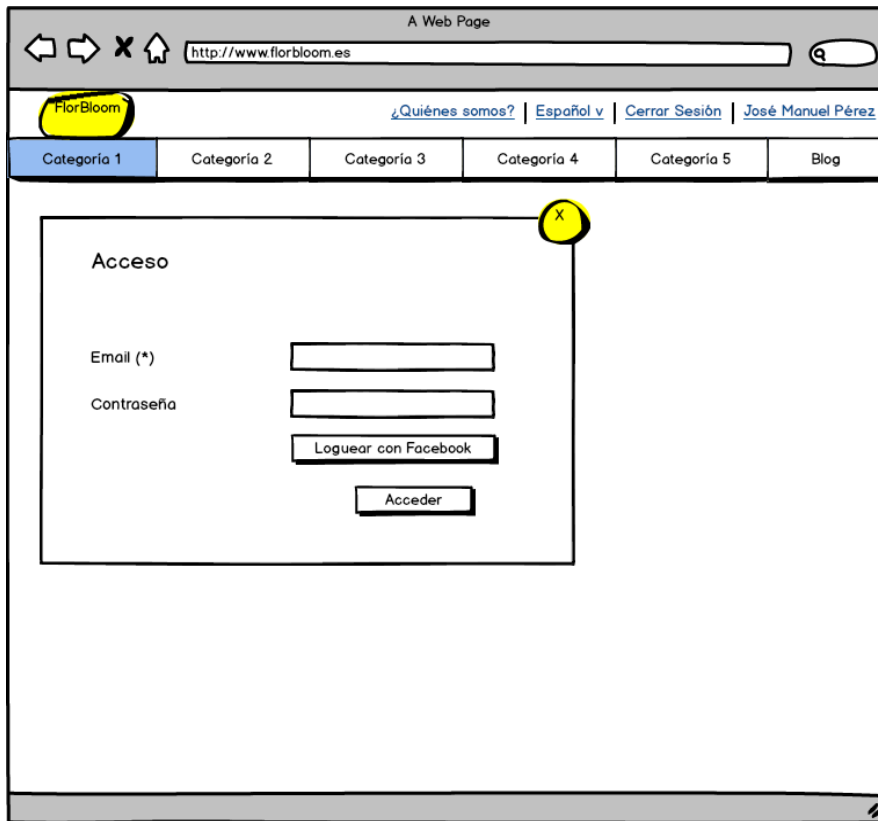 A Web Page
http://www.florbloom.es
FlorBloom
¿Quiénes somos? | Español v | Cerrar Sesión | José Manuel Pérez
Categoría 1 Categoría 2 Categoría 3 Categoría 4 Categoría 5 Blog
X
Acceso
Email (*)
Contraseña
Loguear con Facebook
Acceder